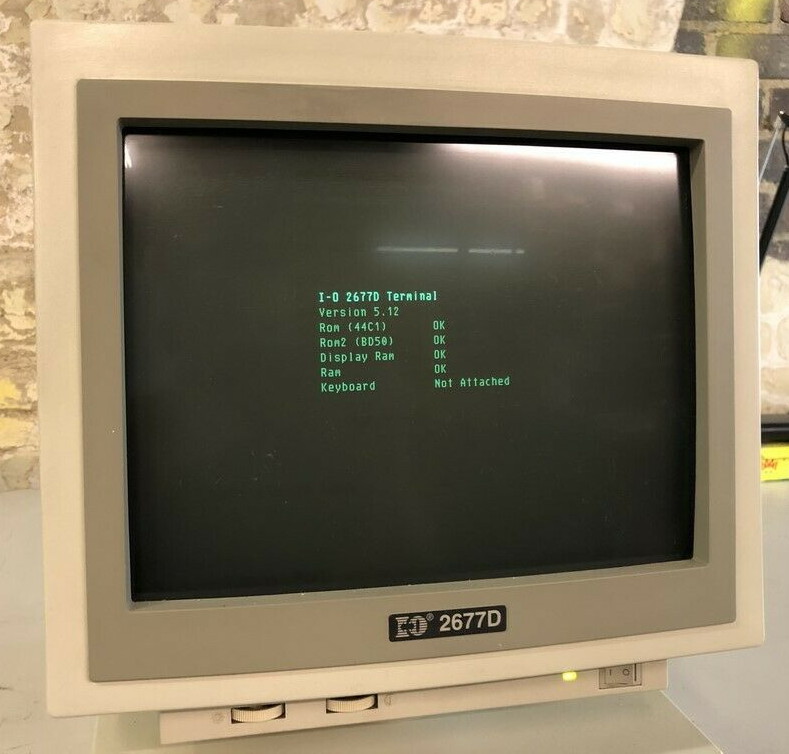 I-O 2677D Terminal
Version 5.12
Rom (44C1) OK
Rom2 (BD50) OK
Display Ram OK
Ram OK
Keyboard Not Attached
I-O® 2677D
I O